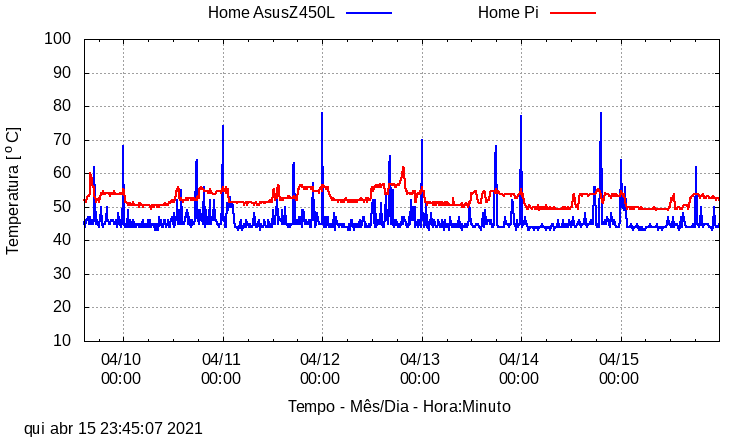 Home AsusZ450L Home Pi
100
90
80
70
60
50
40
30
20
10
Temperatura [ º C]
04/10 04/11 04/12 04/13 04/14 04/15
00:00 00:00 00:00 00:00 00:00 00:00
Tempo - Mês/Dia - Hora:Minuto
qui abr 15 23:45:07 2021